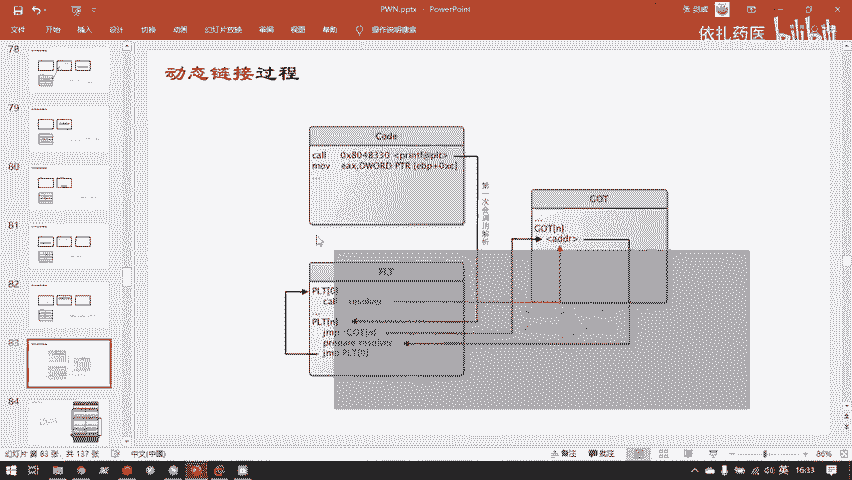 PWN.pptx - PowerPoint
文件 开始 插入 设计 切换 动画 幻灯片放映 审阅 视图 帮助 操作说明搜索
依扎药医 bilibili
78
79
80
81
82
83
84
动态链接过程
Code
call 0x8048330 <printf@plt>
mov eax,DWORD PTR [ebp+0xc]
...
第一次会调用解析
GOT
...
GOT[n]
<addr>
PLT
PLT[0]
call resolver
...
PLT[n]
jmp *GOT[n]
prepare resolver
jmp PLT[0]
幻灯片 第 83 张，共 137 张 中文(中国) 备注 批注 86%
英 16:33